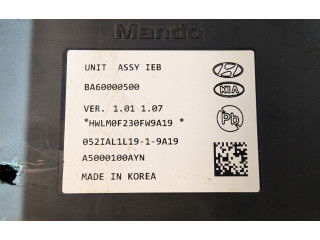 Mando
UNIT ASSY IEB
BA60000500
KIA
VER. 1.01 1.07
*HWLM0F230FW9A19 *
Pb
052IAL1L19-1-9A19
A5000100AYN
MADE IN KOREA